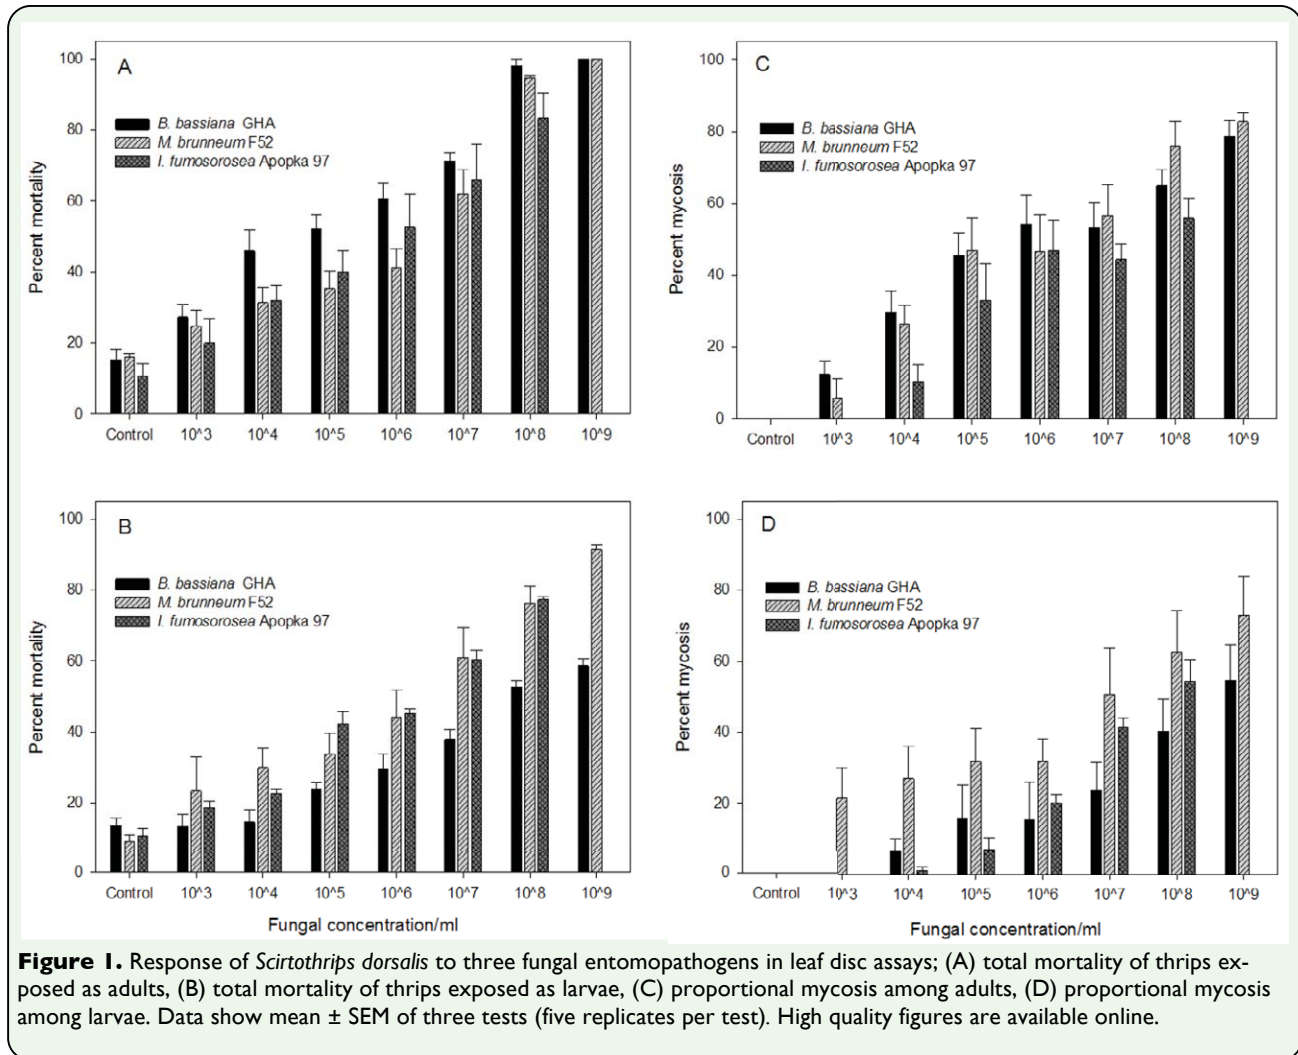 A
B. bassiana GHA
M. brunneum F52
I. fumosorosea Apopka 97
Percent mortality
100
80
60
40
20
0
Control 10^3 10^4 10^5 10^6 10^7 10^8 10^9
C
B. bassiana GHA
M. brunneum F52
I. fumosorosea Apopka 97
Percent mycosis
100
80
60
40
20
0
Control 10^3 10^4 10^5 10^6 10^7 10^8 10^9
B
B. bassiana GHA
M. brunneum F52
I. fumosorosea Apopka 97
Percent mortality
100
80
60
40
20
0
Control 10^3 10^4 10^5 10^6 10^7 10^8 10^9
Fungal concentration/ml
D
B. bassiana GHA
M. brunneum F52
I. fumosorosea Apopka 97
Percent mycosis
100
80
60
40
20
0
Control 10^3 10^4 10^5 10^6 10^7 10^8 10^9
Fungal concentration/ml
Figure 1. Response of Scirtothrips dorsalis to three fungal entomopathogens in leaf disc assays; (A) total mortality of thrips ex-
posed as adults, (B) total mortality of thrips exposed as larvae, (C) proportional mycosis among adults, (D) proportional mycosis
among larvae. Data show mean ± SEM of three tests (five replicates per test). High quality figures are available online.